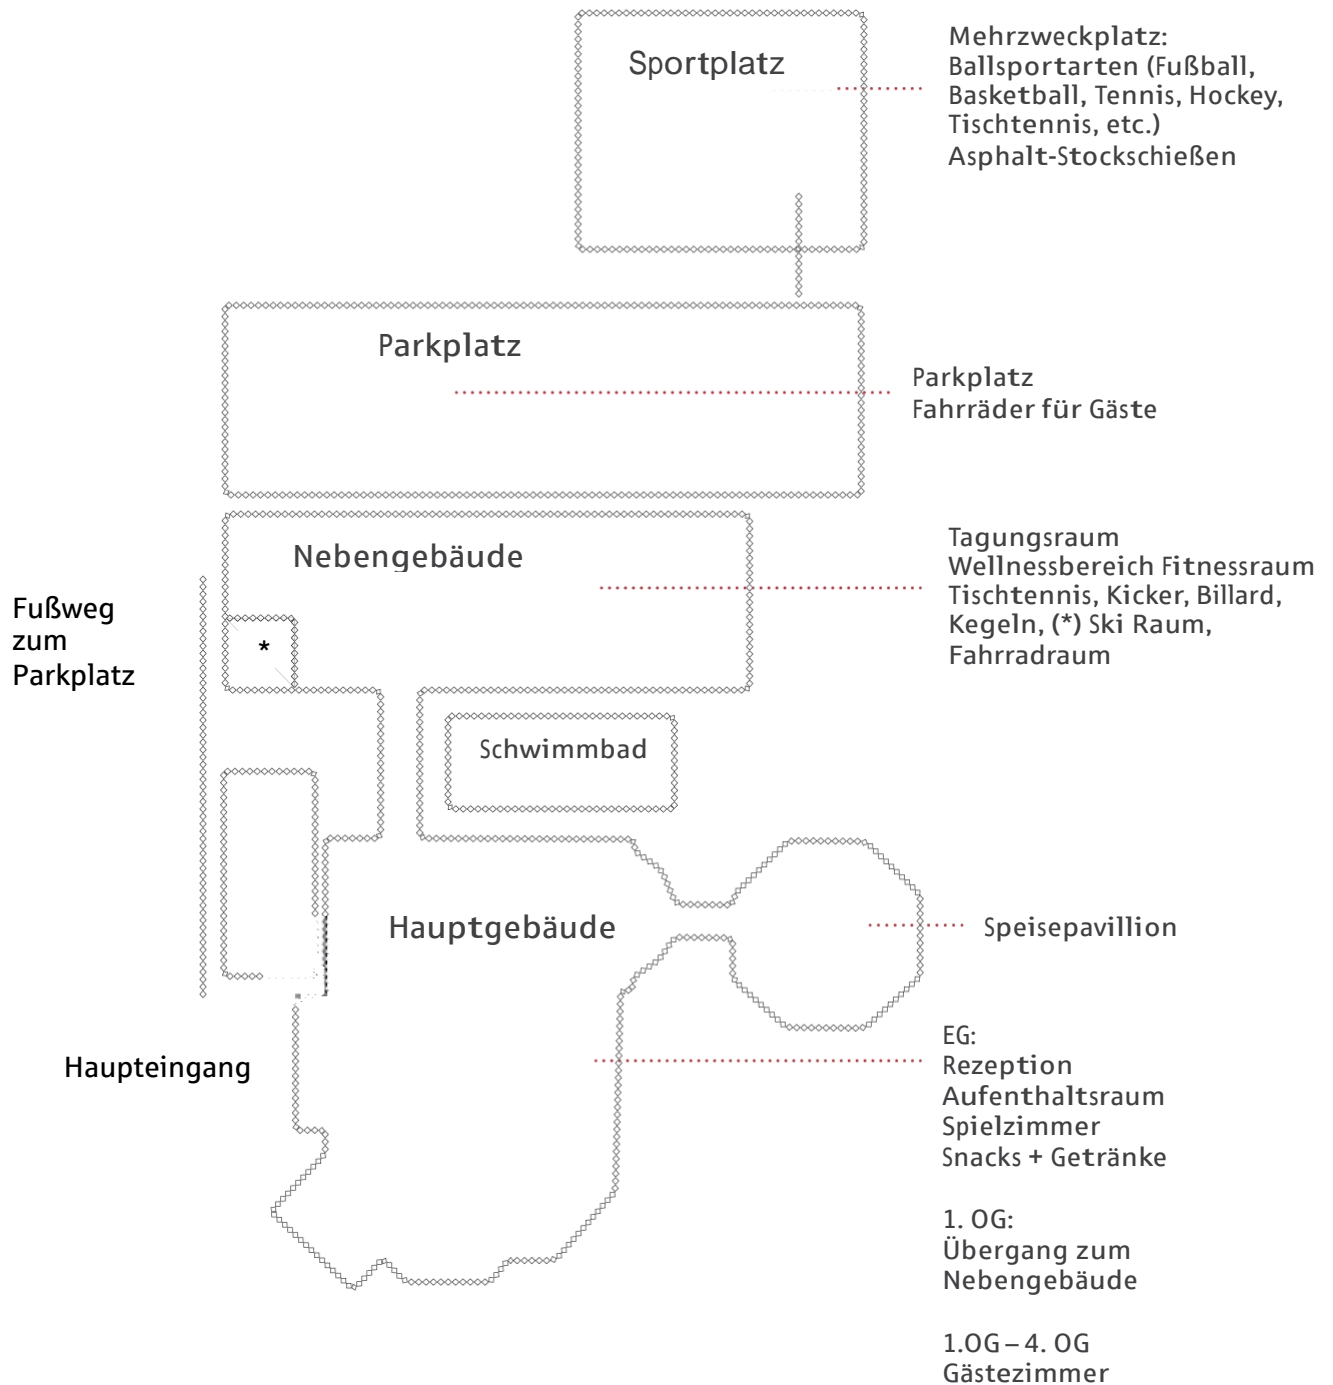 Sportplatz
Mehrzweckplatz:
Ballsportarten (Fußball,
Basketball, Tennis, Hockey,
Tischtennis, etc.)
Asphalt-Stockschießen
Parkplatz
Parkplatz
Fahrräder für Gäste
Nebengebäude
Tagungsraum
Wellnessbereich Fitnessraum
Tischtennis, Kicker, Billard,
Kegeln, (*) Ski Raum,
Fahrradraum
Fußweg
zum
Parkplatz
*
Schwimmbad
Hauptgebäude
Speisepavillion
Haupteingang
EG:
Rezeption
Aufenthaltsraum
Spielzimmer
Snacks + Getränke
1. OG:
Übergang zum
Nebengebäude
1.OG – 4. OG
Gästezimmer